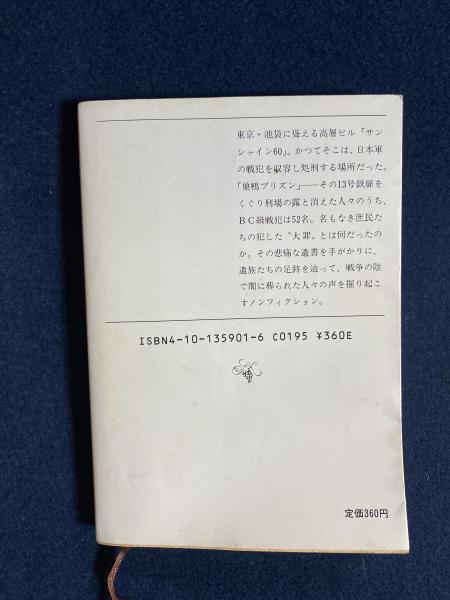 東京・池袋に聳える高層ビル「サン
シャイン60」。かつてそこは、日本軍
の戦犯を収容し処刑する場所だった。
「巣鴨プリズン」――その13号鉄扉を
くぐり刑場の露と消えた人々のうち、
BC級戦犯は52名。名もなき庶民た
ちの犯した〝大罪〟とは何だったの
か。その悲痛な遺書を手がかりに、
遺族たちの足跡を辿って、戦争の陰
で闇に葬られた人々の声を掘り起こ
すノンフィクション。
ISBN4-10-135901-6 C0195 ¥360E
定価360円